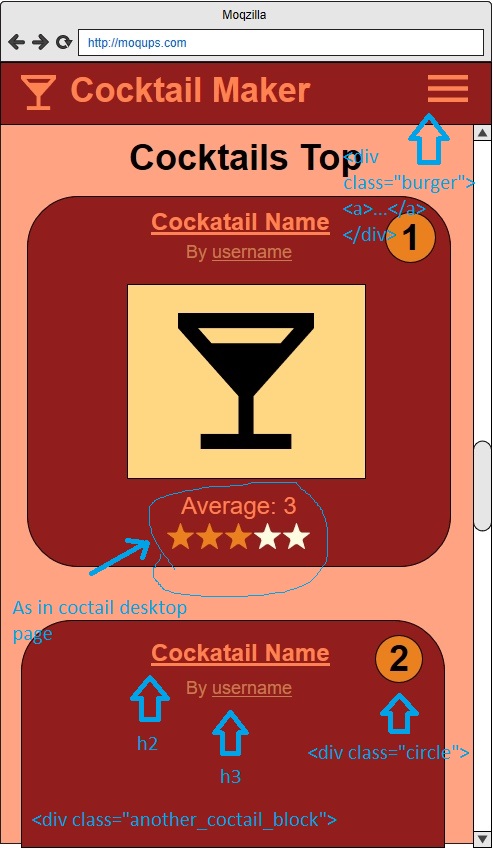 Moqzilla
http://moqups.com
Cocktail Maker
Cocktails Top
<div
class="burger">
<a>...</a>
</div>
Cockatail Name
1
By username
Average: 3
As in coctail desktop
page
Cockatail Name
2
By username
h2
h3
<div class="circle">
<div class="another_coctail_block">